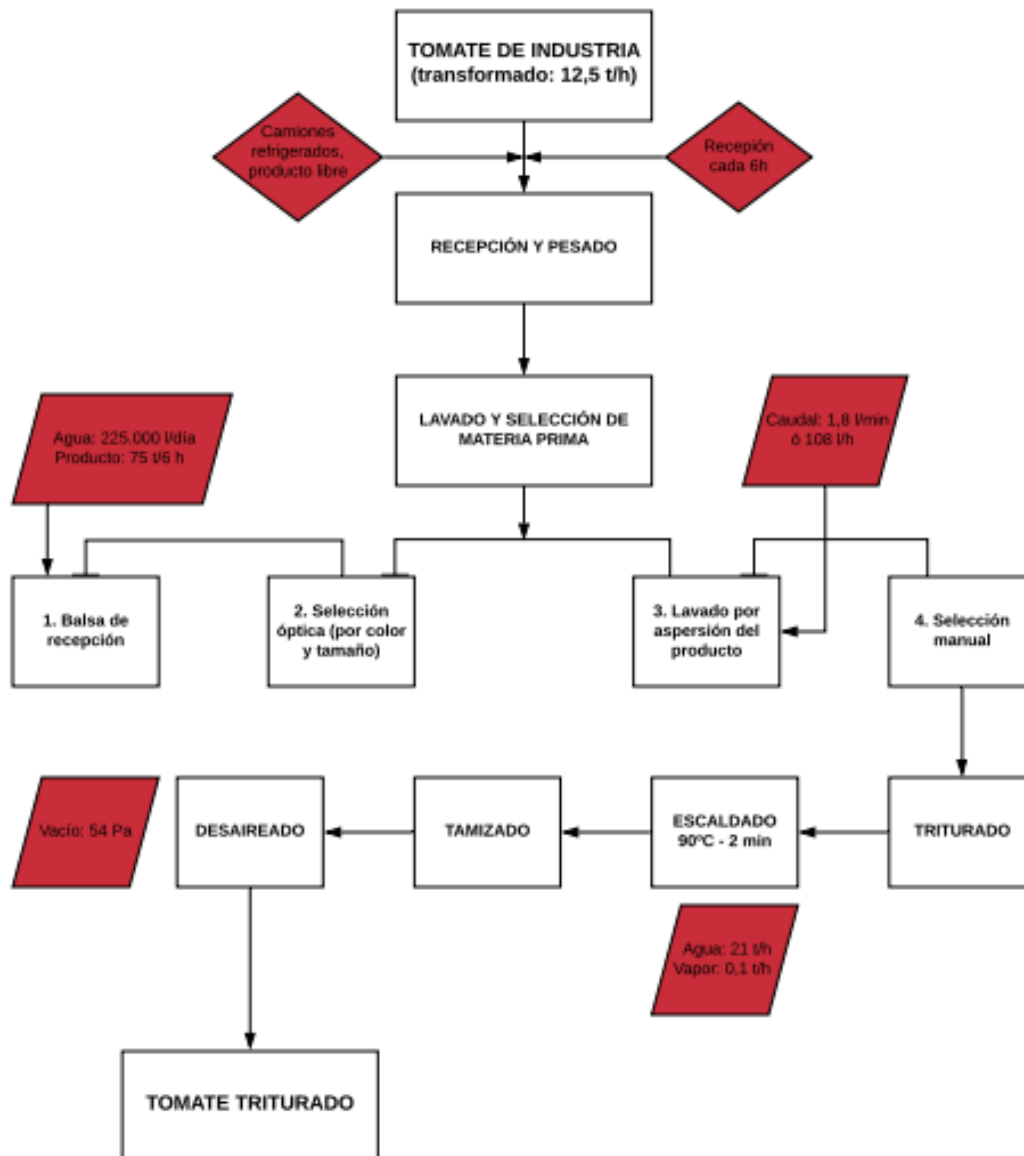 TOMATE DE INDUSTRIA
(transformado: 12,5 t/h)
Camiones
refrigerados,
producto libre
Recepión
cada 6h
RECEPCIÓN Y PESADO
LAVADO Y SELECCIÓN DE
MATERIA PRIMA
Agua: 225.000 l/día
Producto: 75 t/6 h
Caudal: 1,8 l/min
ó 108 l/h
1. Balsa de
recepción
2. Selección
óptica (por color
y tamaño)
3. Lavado por
aspersión del
producto
4. Selección
manual
Vacío: 54 Pa
DESAIREADO
TAMIZADO
ESCALDADO
90ºC - 2 min
TRITURADO
Agua: 21 t/h
Vapor: 0,1 t/h
TOMATE TRITURADO